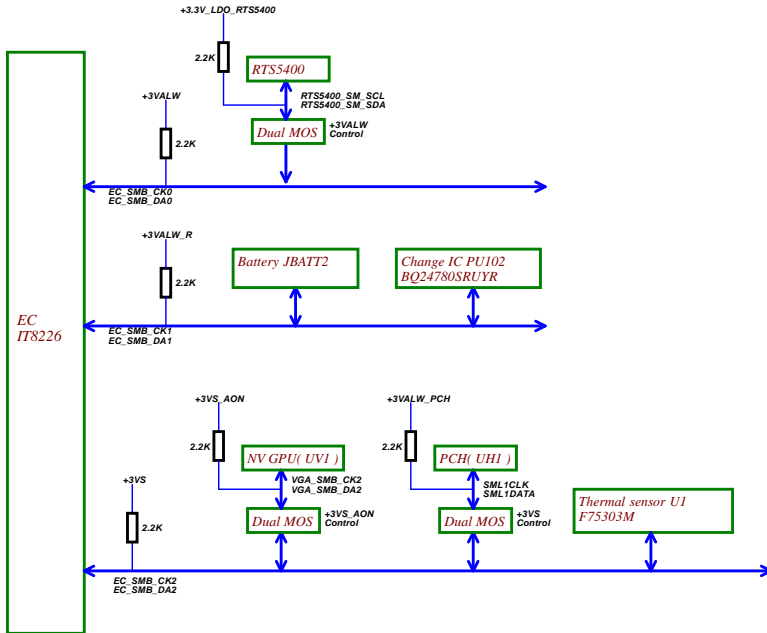 +3.3V_LDO_RTS5400
2.2K
RTS5400
RTS5400_SM_SCL
RTS5400_SM_SDA
+3VALW
2.2K
Dual MOS
+3VALW
Control
EC_SMB_CK0
EC_SMB_DA0
+3VALW_R
2.2K
Battery JBATT2
Change IC PU102
BQ24780SRUYR
EC_SMB_CK1
EC_SMB_DA1
EC
IT8226
+3VS_AON
2.2K
NV GPU( UV1 )
VGA_SMB_CK2
VGA_SMB_DA2
Dual MOS
+3VS_AON
Control
+3VALW_PCH
2.2K
PCH( UH1 )
SML1CLK
SML1DATA
Dual MOS
+3VS
Control
Thermal sensor U1
F75303M
+3VS
2.2K
EC_SMB_CK2
EC_SMB_DA2